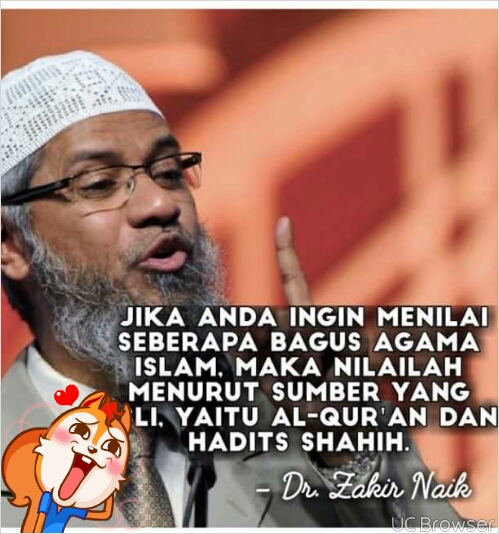 JIKA ANDA INGIN MENILAI
SEBERAPA BAGUS AGAMA
ISLAM, MAKA NILAILAH
MENURUT SUMBER YANG
LI, YAITU AL-QUR'AN DAN
HADITS SHAHIH.
– Dr. Zakir Naik
UC Browser